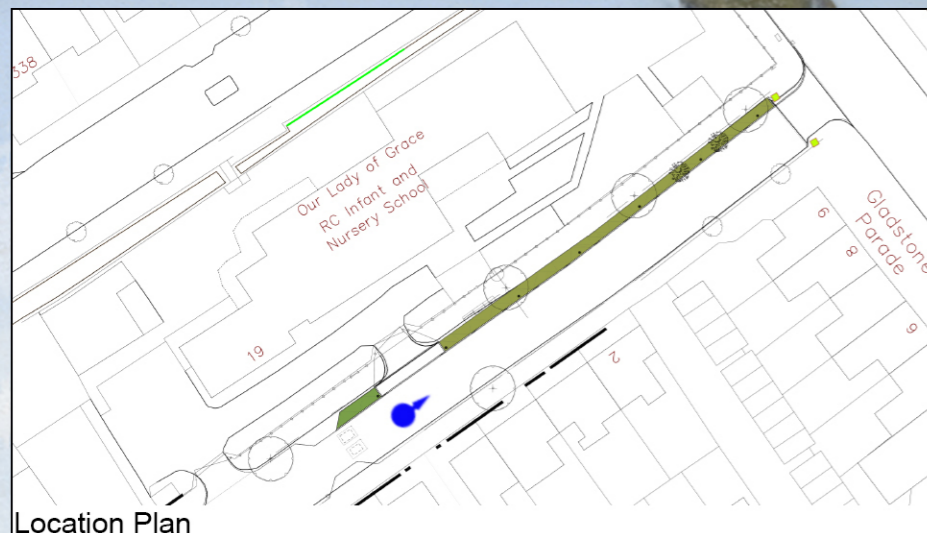 338
Our Lady of Grace
RC Infant and
Nursery School
19
2
9
8
6
Gladstone
Parade
Location Plan